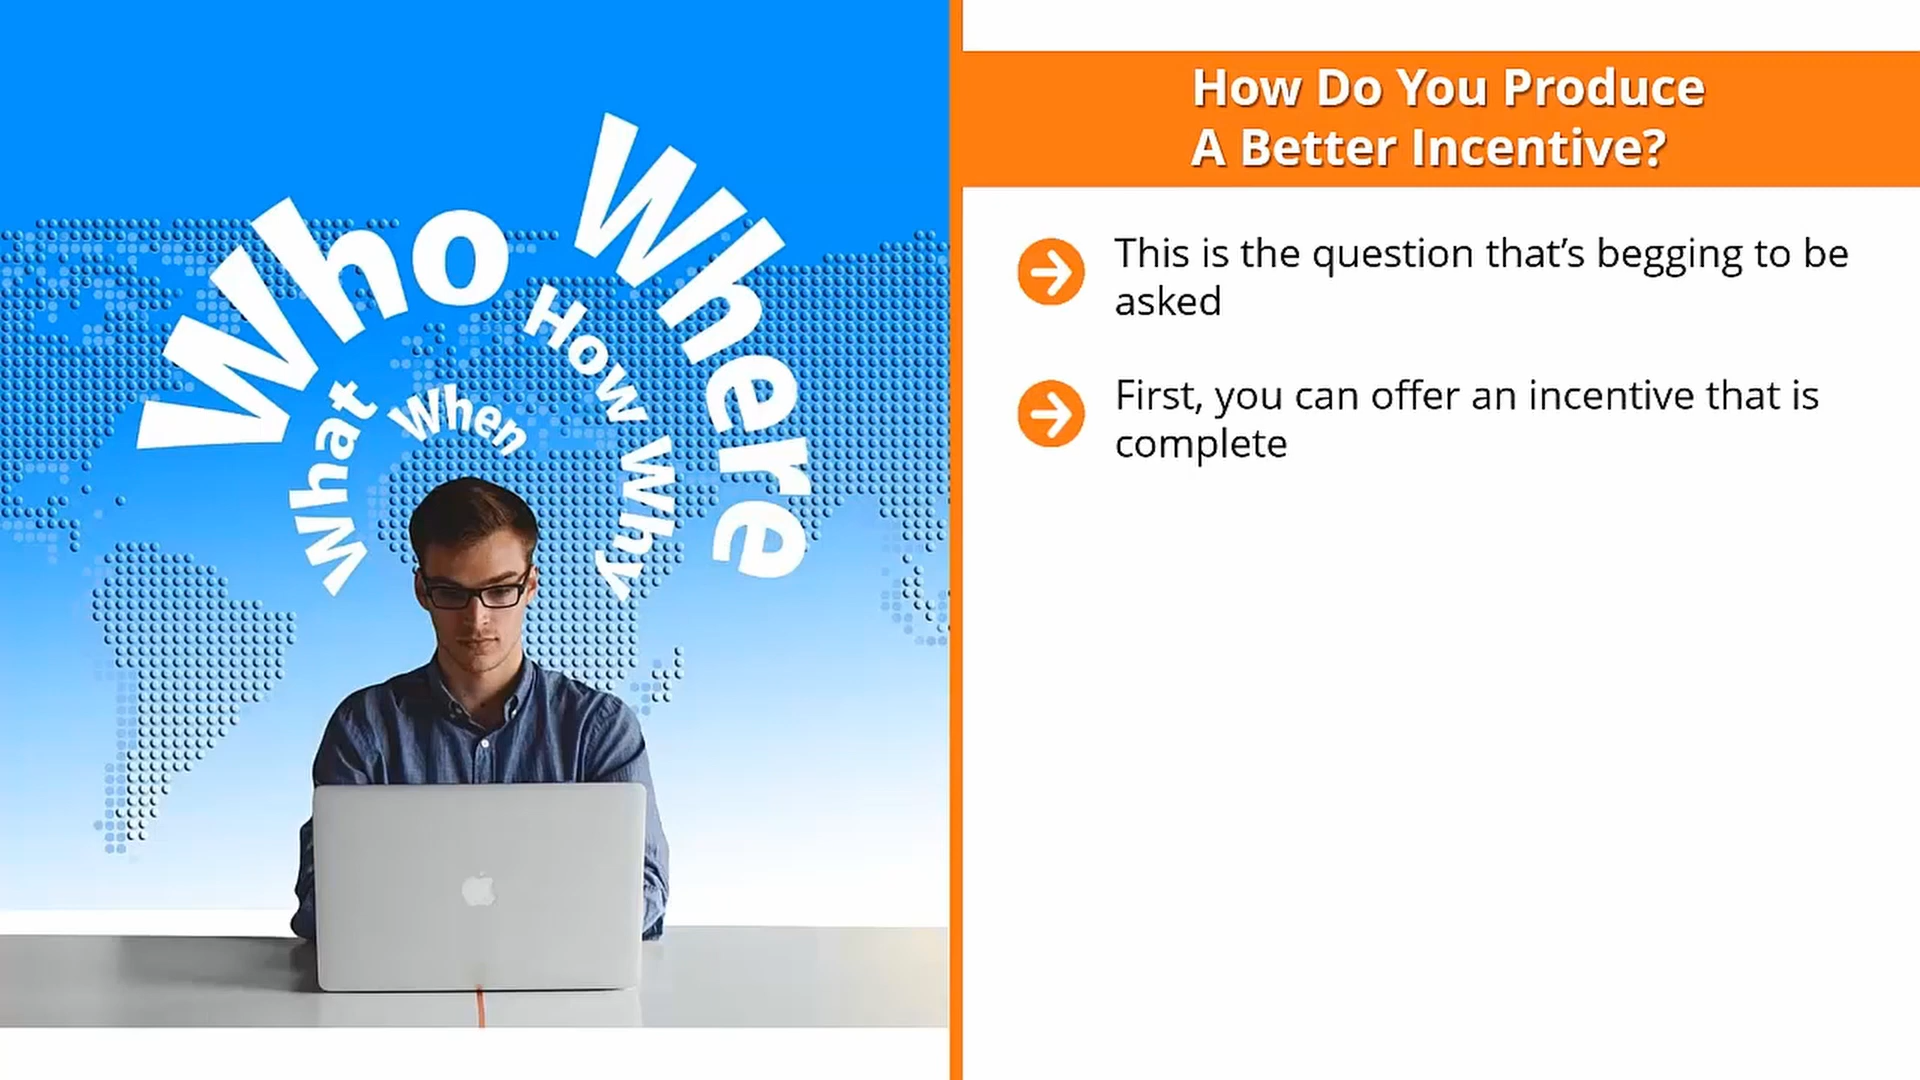 Who
Where
What
When
How
Why
How Do You Produce
A Better Incentive?
This is the question that’s begging to be
asked
First, you can offer an incentive that is
complete